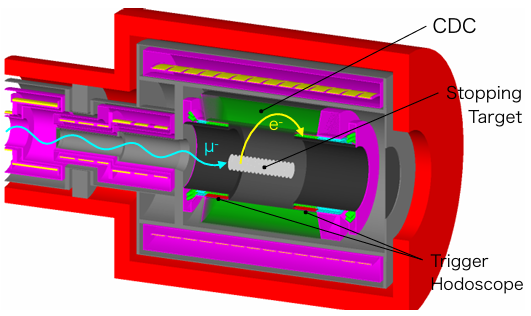 CDC
Stopping
Target
e-
μ-
Trigger
Hodoscope